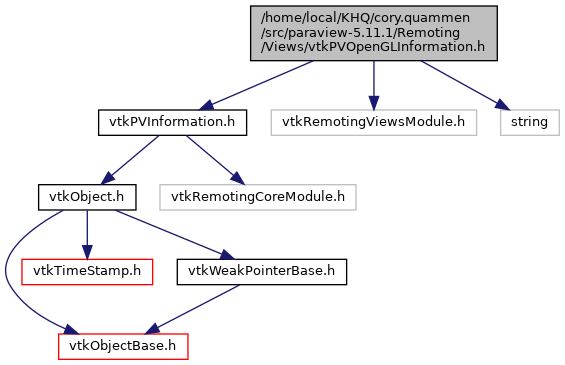 /home/local/KHQ/cory.quammen
/src/paraview-5.11.1/Remoting
/Views/vtkPVOpenGLInformation.h
vtkPVInformation.h
vtkRemotingViewsModule.h
string
vtkObject.h
vtkRemotingCoreModule.h
vtkTimeStamp.h
vtkWeakPointerBase.h
vtkObjectBase.h